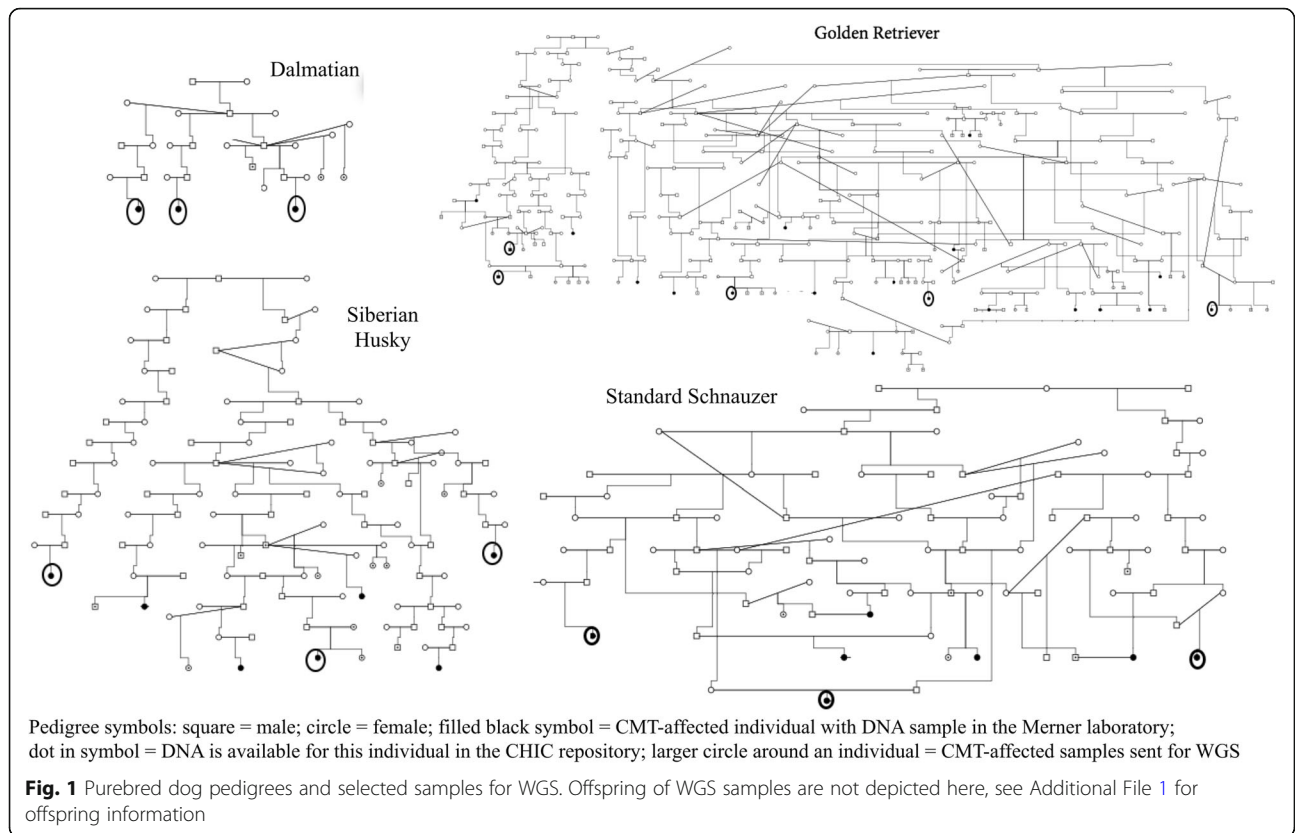 Dalmatian
Golden Retriever
Siberian
Husky
Standard Schnauzer
Pedigree symbols: square = male; circle = female; filled black symbol = CMT-affected individual with DNA sample in the Merner laboratory;
dot in symbol = DNA is available for this individual in the CHIC repository; larger circle around an individual = CMT-affected samples sent for WGS
Fig. 1 Purebred dog pedigrees and selected samples for WGS. Offspring of WGS samples are not depicted here, see Additional File 1 for
offspring information